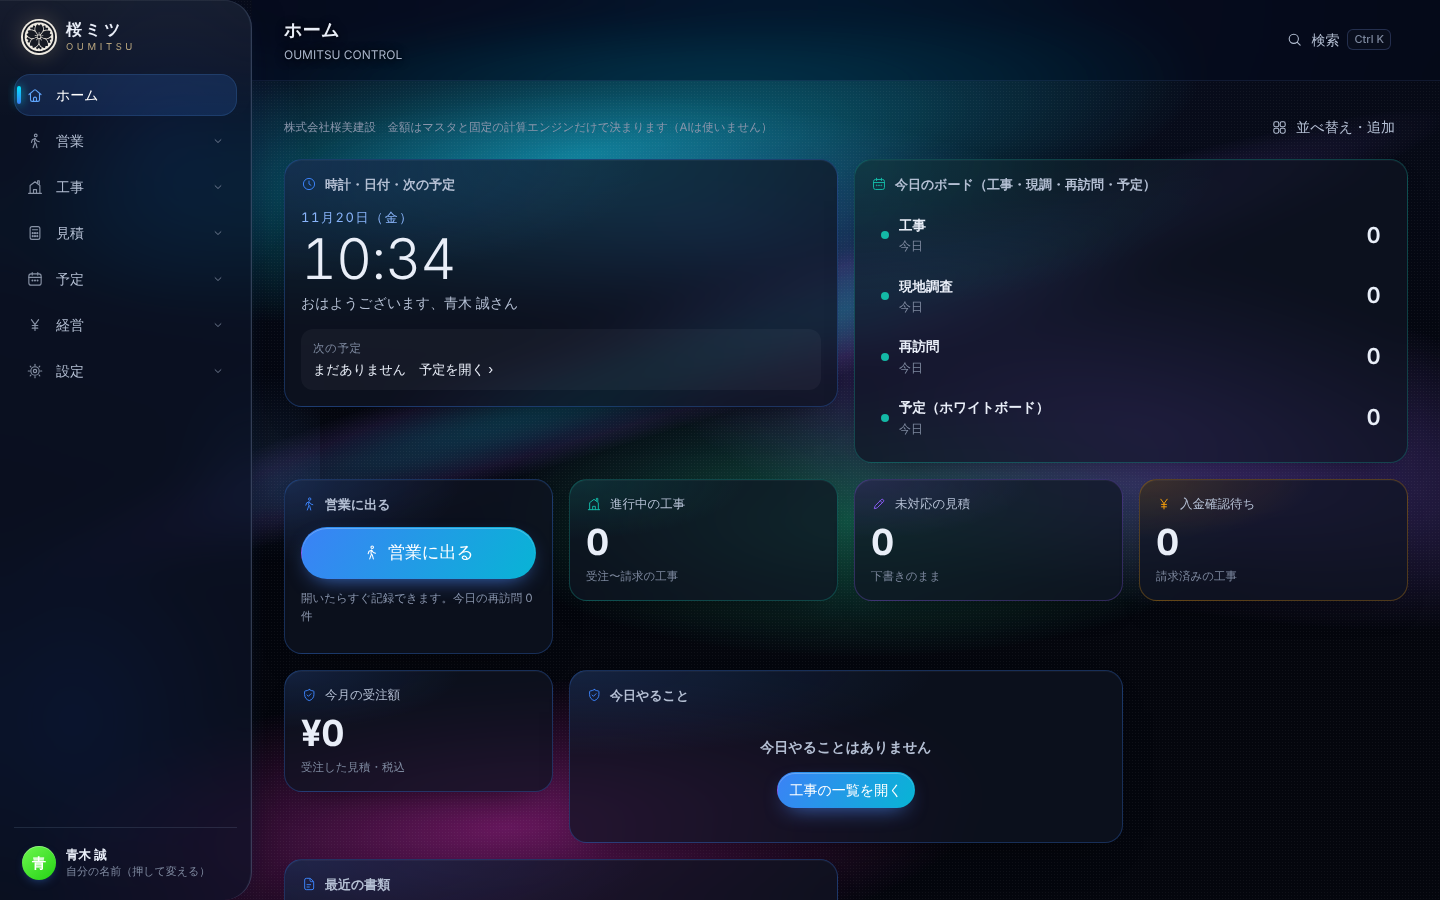 桜ミツ
OUMITSU
ホーム
営業
工事
見積
予定
経営
設定
青
青木 誠
自分の名前（押して変える）
ホーム
OUMITSU CONTROL
検索
Ctrl K
株式会社桜美建設　金額はマスタと固定の計算エンジンだけで決まります（AIは使いません）
並べ替え・追加
時計・日付・次の予定
11月20日（金）
10:34
おはようございます、青木 誠さん
次の予定
まだありません　予定を開く ›
今日のボード（工事・現調・再訪問・予定）
工事
今日
0
現地調査
今日
0
再訪問
今日
0
予定（ホワイトボード）
今日
0
営業に出る
営業に出る
開いたらすぐ記録できます。今日の再訪問 0
件
進行中の工事
0
受注〜請求の工事
未対応の見積
0
下書きのまま
入金確認待ち
0
請求済みの工事
今月の受注額
¥0
受注した見積・税込
今日やること
今日やることはありません
工事の一覧を開く
最近の書類